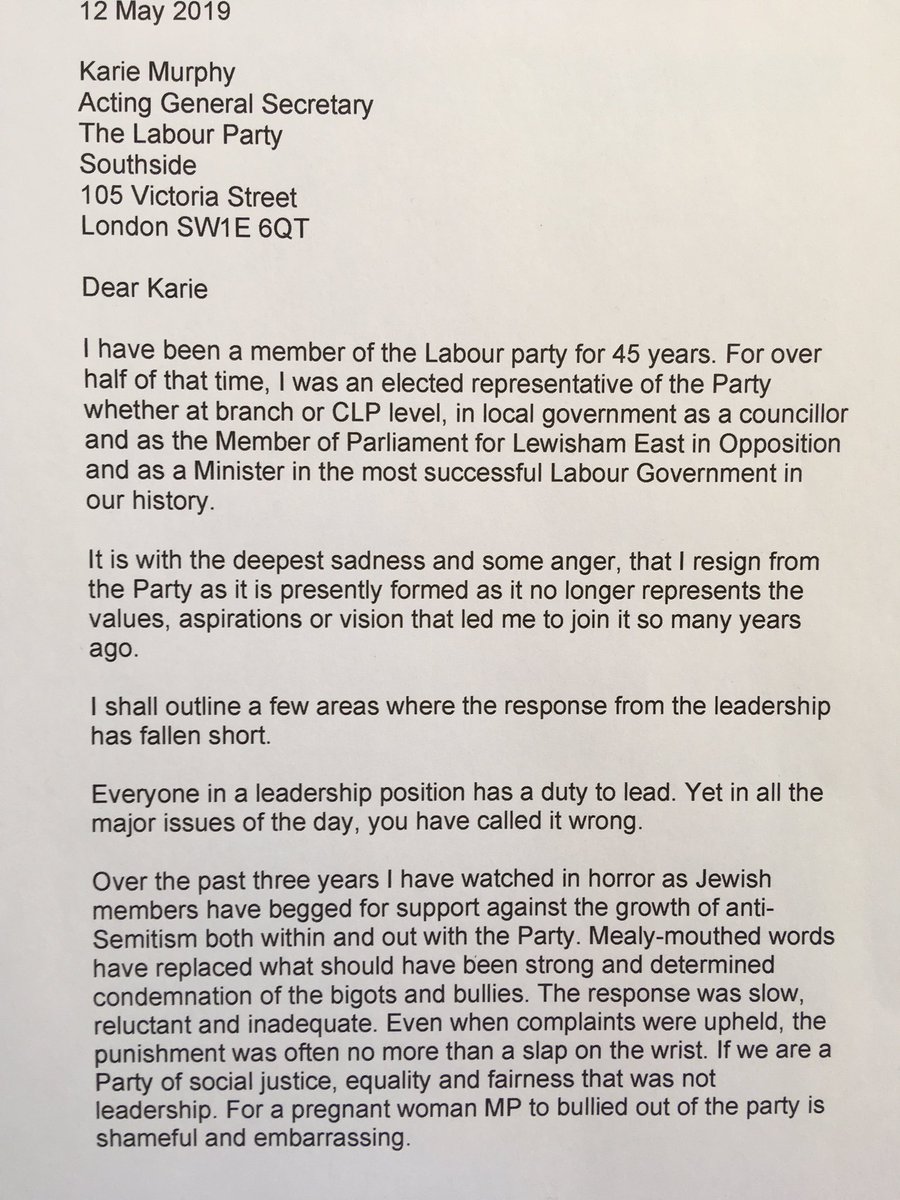 12 May 2019
Karie Murphy
Acting General Secretary
The Labour Party
Southside
105 Victoria Street
London SW1E 6QT
Dear Karie
I have been a member of the Labour party for 45 years. For over
half of that time, I was an elected representative of the Party
whether at branch or CLP level, in local government as a councillor
and as the Member of Parliament for Lewisham East in Opposition
and as a Minister in the most successful Labour Government in
our history.
It is with the deepest sadness and some anger, that I resign from
the Party as it is presently formed as it no longer represents the
values, aspirations or vision that led me to join it so many years
ago.
I shall outline a few areas where the response from the leadership
has fallen short.
Everyone in a leadership position has a duty to lead. Yet in all the
major issues of the day, you have called it wrong.
Over the past three years I have watched in horror as Jewish
members have begged for support against the growth of anti-
Semitism both within and out with the Party. Mealy-mouthed words
have replaced what should have been strong and determined
condemnation of the bigots and bullies. The response was slow,
reluctant and inadequate. Even when complaints were upheld, the
punishment was often no more than a slap on the wrist. If we are a
Party of social justice, equality and fairness that was not
leadership. For a pregnant woman MP to bullied out of the party is
shameful and embarrassing.